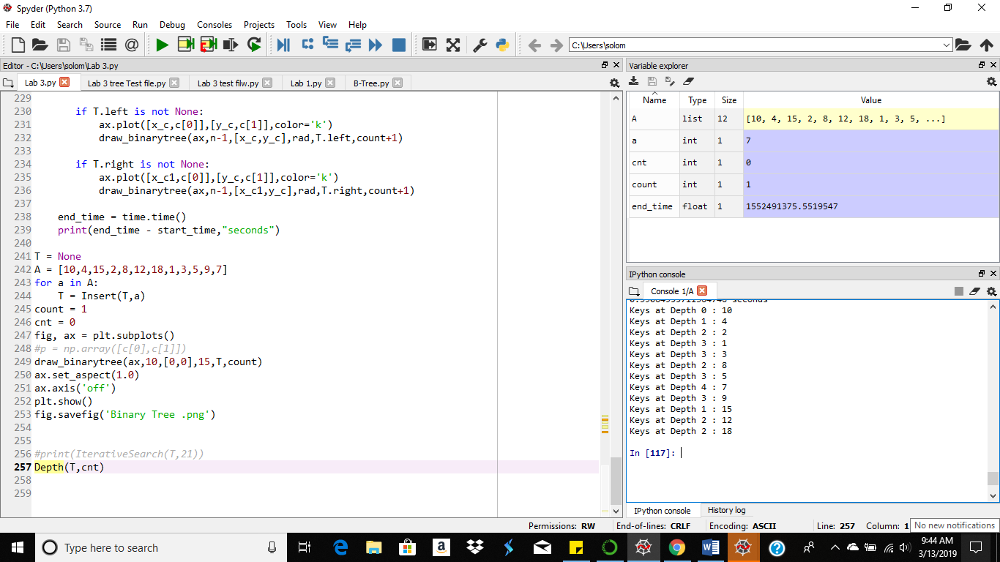 Spyder (Python 3.7)
File Edit Search Source Run Debug Consoles Projects Tools View Help
C:\Users\solom
Editor - C:\Users\solom\Lab 3.py
Lab 3.py Lab 3 tree Test file.py Lab 3 test filw.py Lab 1.py B-Tree.py
229
230 if T.left is not None:
231 ax.plot([x_c,c[0]],[y_c,c[1]],color='k')
232 draw_binarytree(ax,n-1,[x_c,y_c],rad,T.left,count+1)
233
234 if T.right is not None:
235 ax.plot([x_c1,c[0]],[y_c,c[1]],color='k')
236 draw_binarytree(ax,n-1,[x_c1,y_c],rad,T.right,count+1)
237
238 end_time = time.time()
239 print(end_time - start_time,"seconds")
240
241 T = None
242 A = [10,4,15,2,8,12,18,1,3,5,9,7]
243 for a in A:
244 T = Insert(T,a)
245 count = 1
246 cnt = 0
247 fig, ax = plt.subplots()
248 #p = np.array([c[0],c[1]])
249 draw_binarytree(ax,10,[0,0],15,T,count)
250 ax.set_aspect(1.0)
251 ax.axis('off')
252 plt.show()
253 fig.savefig('Binary Tree .png')
254
255
256 #print(IterativeSearch(T,21))
257 Depth(T,cnt)
258
259
Variable explorer
Name Type Size Value
A list 12 [10, 4, 15, 2, 8, 12, 18, 1, 3, 5, ...]
a int 1 7
cnt int 1 0
count int 1 1
end_time float 1 1552491375.5519547
IPython console
Console 1/A
seconds
Keys at Depth 0 : 10
Keys at Depth 1 : 4
Keys at Depth 2 : 2
Keys at Depth 3 : 1
Keys at Depth 3 : 3
Keys at Depth 2 : 8
Keys at Depth 3 : 5
Keys at Depth 4 : 7
Keys at Depth 3 : 9
Keys at Depth 1 : 15
Keys at Depth 2 : 12
Keys at Depth 2 : 18
In [117]:
IPython console History log
Permissions: RW End-of-lines: CRLF Encoding: ASCII Line: 257 Column: 1
No new notifications
Type here to search
9:44 AM
3/13/2019